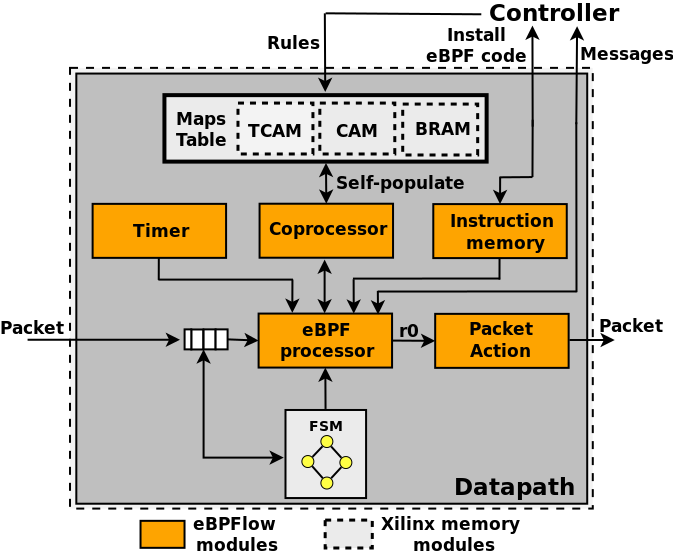 Controller
Rules
Install
eBPF code
Messages
Maps
Table
TCAM
CAM
BRAM
Self-populate
Timer
Coprocessor
Instruction
memory
Packet
eBPF
processor
r0
Packet
Action
Packet
FSM
Datapath
eBPFlow
modules
Xilinx memory
modules